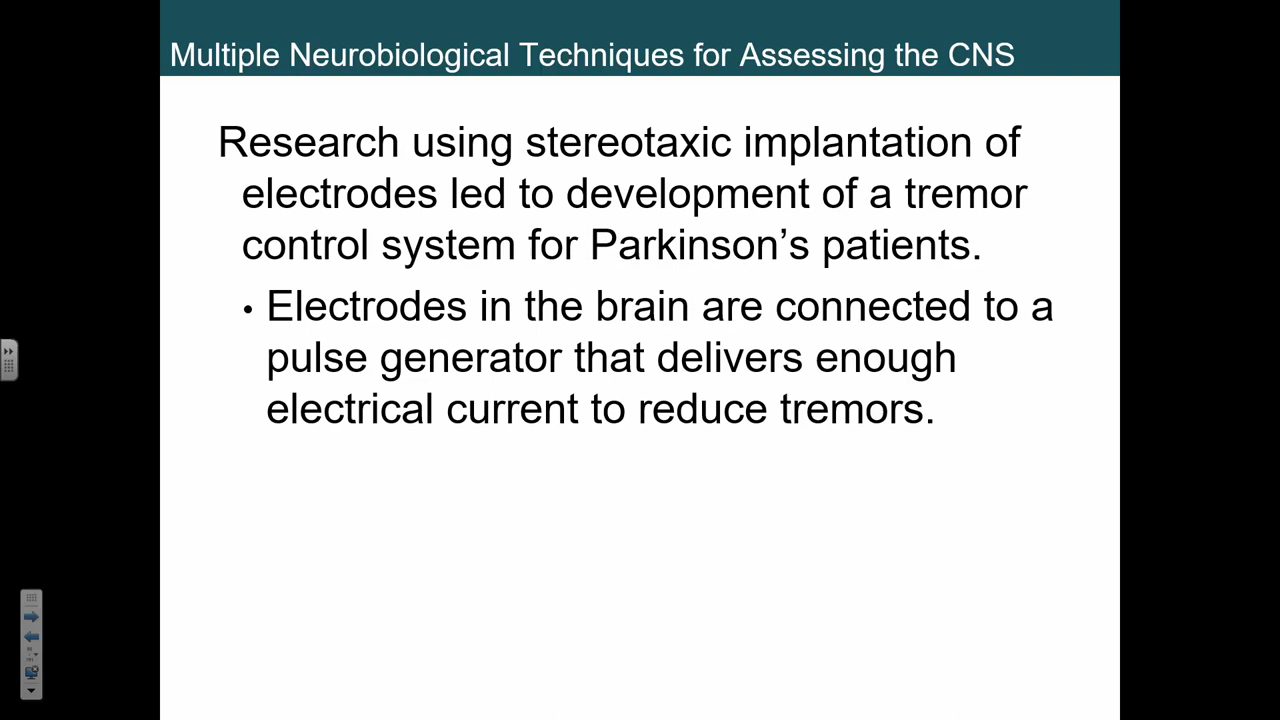 Multiple Neurobiological Techniques for Assessing the CNS
Research using stereotaxic implantation of
electrodes led to development of a tremor
control system for Parkinson’s patients.
• Electrodes in the brain are connected to a
pulse generator that delivers enough
electrical current to reduce tremors.